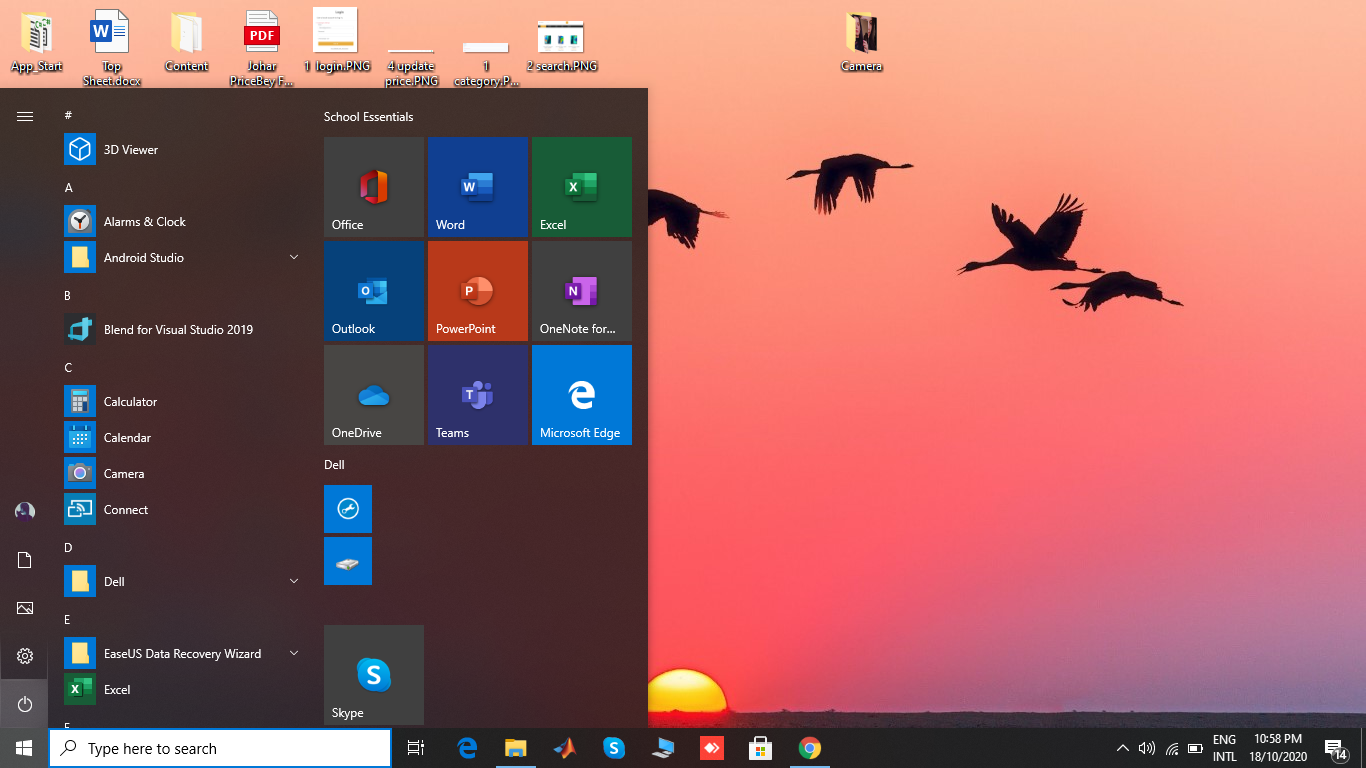 App_Start
Top
Sheet.docx
Content
PDF
Johar
PriceBey F...
Login
1 login.PNG
4 update
price.PNG
1
category.P...
2 search.PNG
Camera
#
3D Viewer
A
Alarms & Clock
Android Studio
B
Blend for Visual Studio 2019
C
Calculator
Calendar
Camera
Connect
D
Dell
E
EaseUS Data Recovery Wizard
Excel
F
School Essentials
Office
Word
Excel
Outlook
PowerPoint
OneNote for...
OneDrive
Teams
Microsoft Edge
Dell
Skype
Type here to search
ENG
INTL
10:58 PM
18/10/2020
14